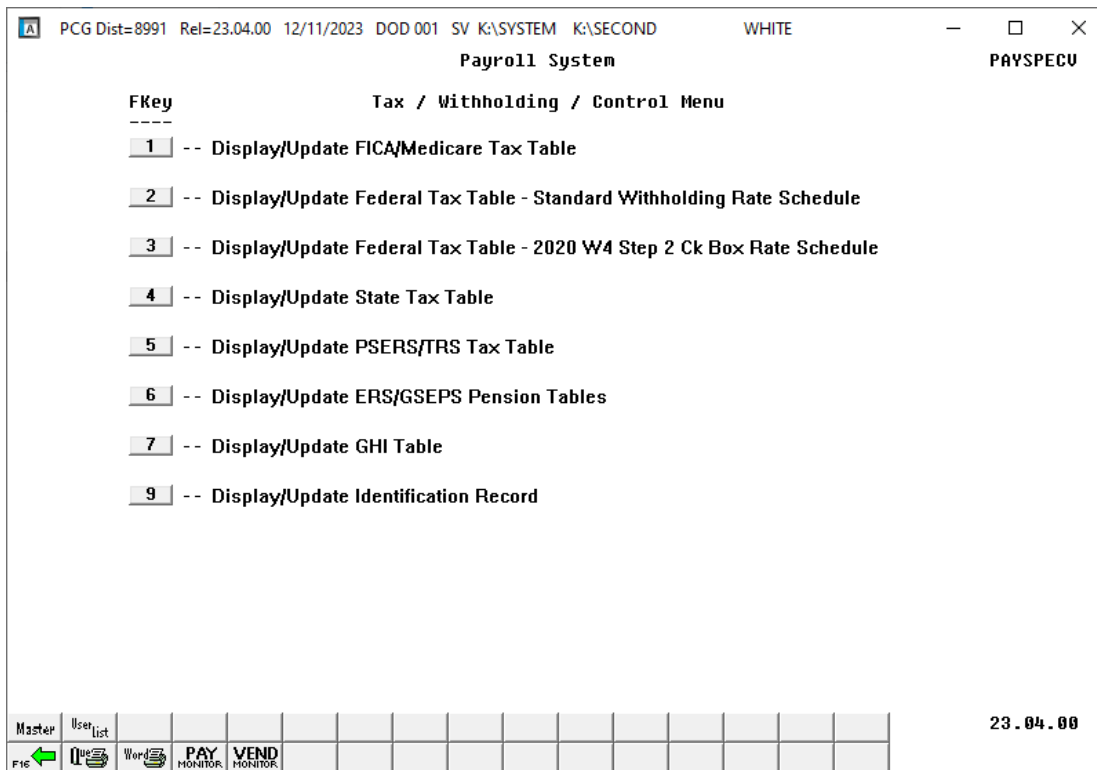 A PCG Dist=8991 Rel=23.04.00 12/11/2023 DOD 001 SV K:\SYSTEM K:\SECOND WHITE
Payroll System PAYSPECV
FKey Tax / Withholding / Control Menu
----
1 -- Display/Update FICA/Medicare Tax Table
2 -- Display/Update Federal Tax Table - Standard Withholding Rate Schedule
3 -- Display/Update Federal Tax Table - 2020 W4 Step 2 Ck Box Rate Schedule
4 -- Display/Update State Tax Table
5 -- Display/Update PSERS/TRS Tax Table
6 -- Display/Update ERS/GSEPS Pension Tables
7 -- Display/Update GHI Table
9 -- Display/Update Identification Record
Master User List 23.04.00
F16 Que Word PAY MONITOR VEND MONITOR